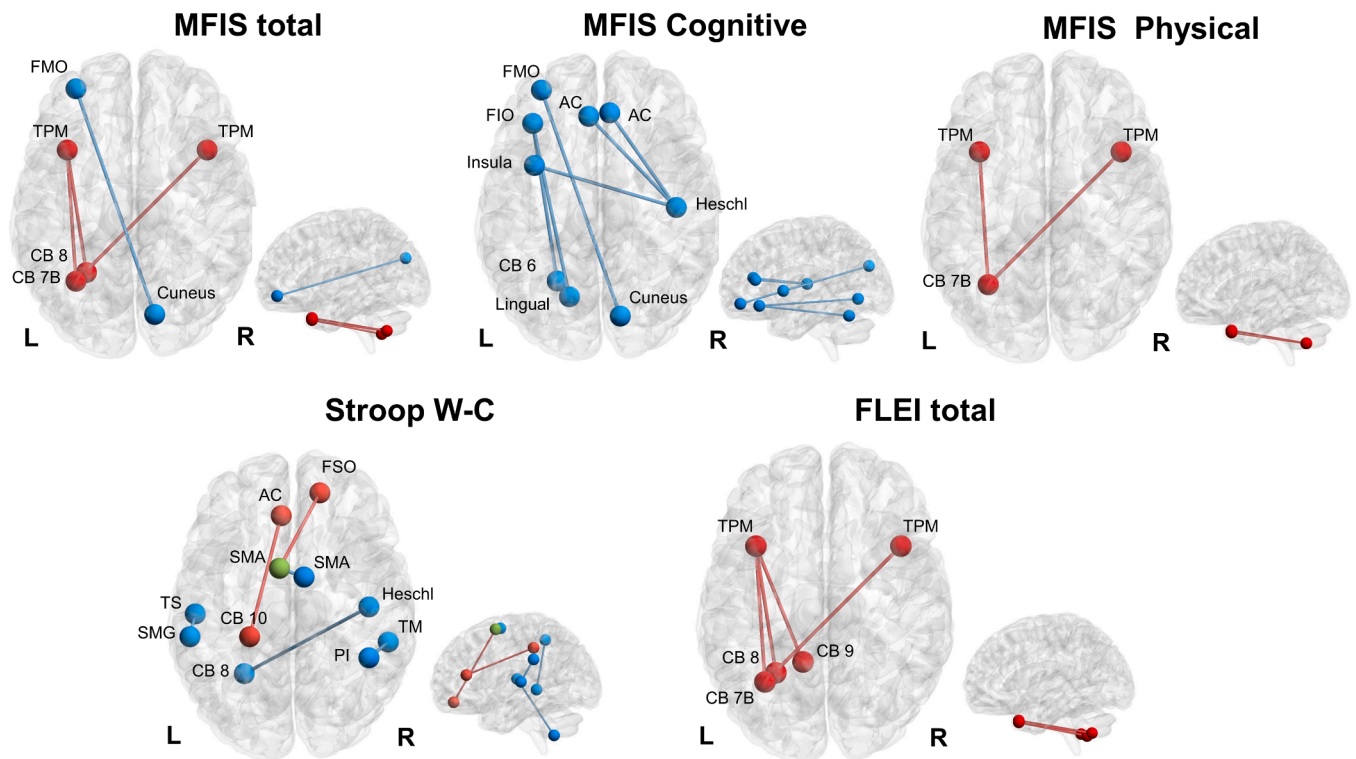 MFIS total
MFIS Cognitive
MFIS Physical
FMO
TPM
TPM
CB 8
CB 7B
Cuneus
L
R
FMO
AC
AC
FIO
Insula
Heschl
CB 6
Lingual
Cuneus
L
R
TPM
TPM
CB 7B
L
R
Stroop W-C
FLEI total
FSO
AC
SMA
SMA
Heschl
TS
CB 10
SMG
TM
PI
CB 8
L
R
TPM
TPM
CB 8
CB 9
CB 7B
L
R